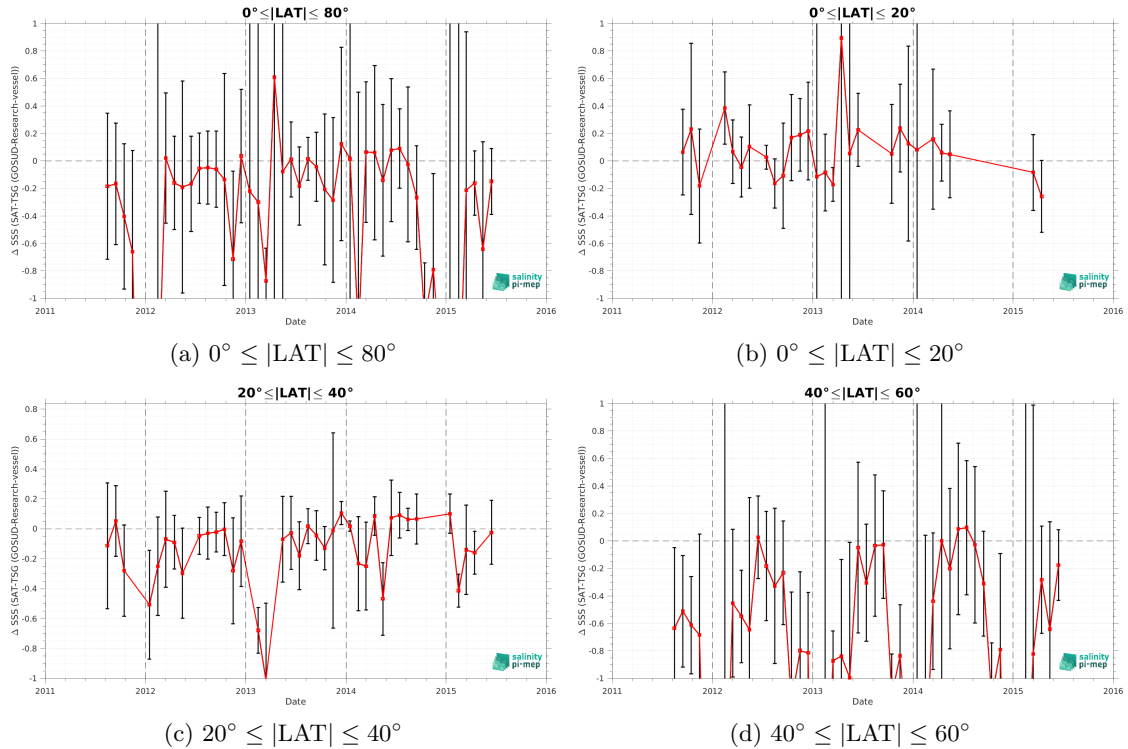 0°≤|LAT|≤ 80°
1
0.8
0.6
0.4
0.2
0
-0.2
-0.4
-0.6
-0.8
-1
Δ SSS (SAT-TSG (GOSUD-Research-vessel))
2011 2012 2013 2014 2015 2016
Date
salinity
pi-mep
(a) 0° ≤ |LAT| ≤ 80°
0°≤|LAT|≤ 20°
1
0.8
0.6
0.4
0.2
0
-0.2
-0.4
-0.6
-0.8
-1
Δ SSS (SAT-TSG (GOSUD-Research-vessel))
2011 2012 2013 2014 2015 2016
Date
salinity
pi-mep
(b) 0° ≤ |LAT| ≤ 20°
20°≤|LAT|≤ 40°
0.8
0.6
0.4
0.2
0
-0.2
-0.4
-0.6
-0.8
-1
Δ SSS (SAT-TSG (GOSUD-Research-vessel))
2011 2012 2013 2014 2015 2016
Date
salinity
pi-mep
(c) 20° ≤ |LAT| ≤ 40°
40°≤|LAT|≤ 60°
1
0.8
0.6
0.4
0.2
0
-0.2
-0.4
-0.6
-0.8
-1
Δ SSS (SAT-TSG (GOSUD-Research-vessel))
2011 2012 2013 2014 2015 2016
Date
salinity
pi-mep
(d) 40° ≤ |LAT| ≤ 60°